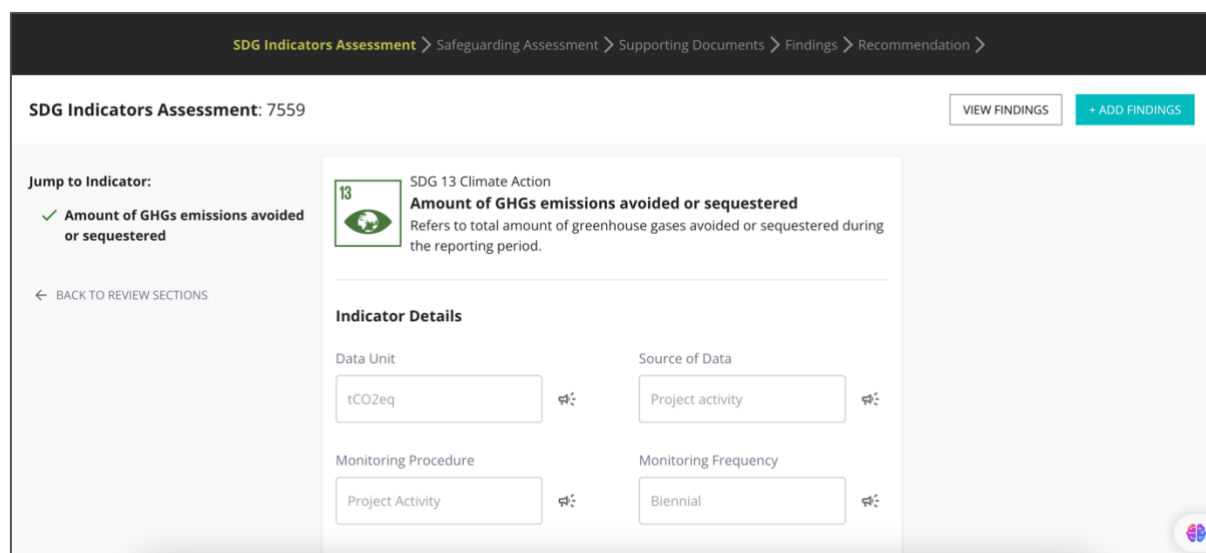 SDG Indicators Assessment > Safeguarding Assessment > Supporting Documents > Findings > Recommendation >
SDG Indicators Assessment: 7559
VIEW FINDINGS
+ ADD FINDINGS
Jump to Indicator:
Amount of GHGs emissions avoided
or sequestered
← BACK TO REVIEW SECTIONS
13
SDG 13 Climate Action
Amount of GHGs emissions avoided or sequestered
Refers to total amount of greenhouse gases avoided or sequestered during
the reporting period.
Indicator Details
Data Unit
Source of Data
tCO2eq
Project activity
Monitoring Procedure
Monitoring Frequency
Project Activity
Biennial